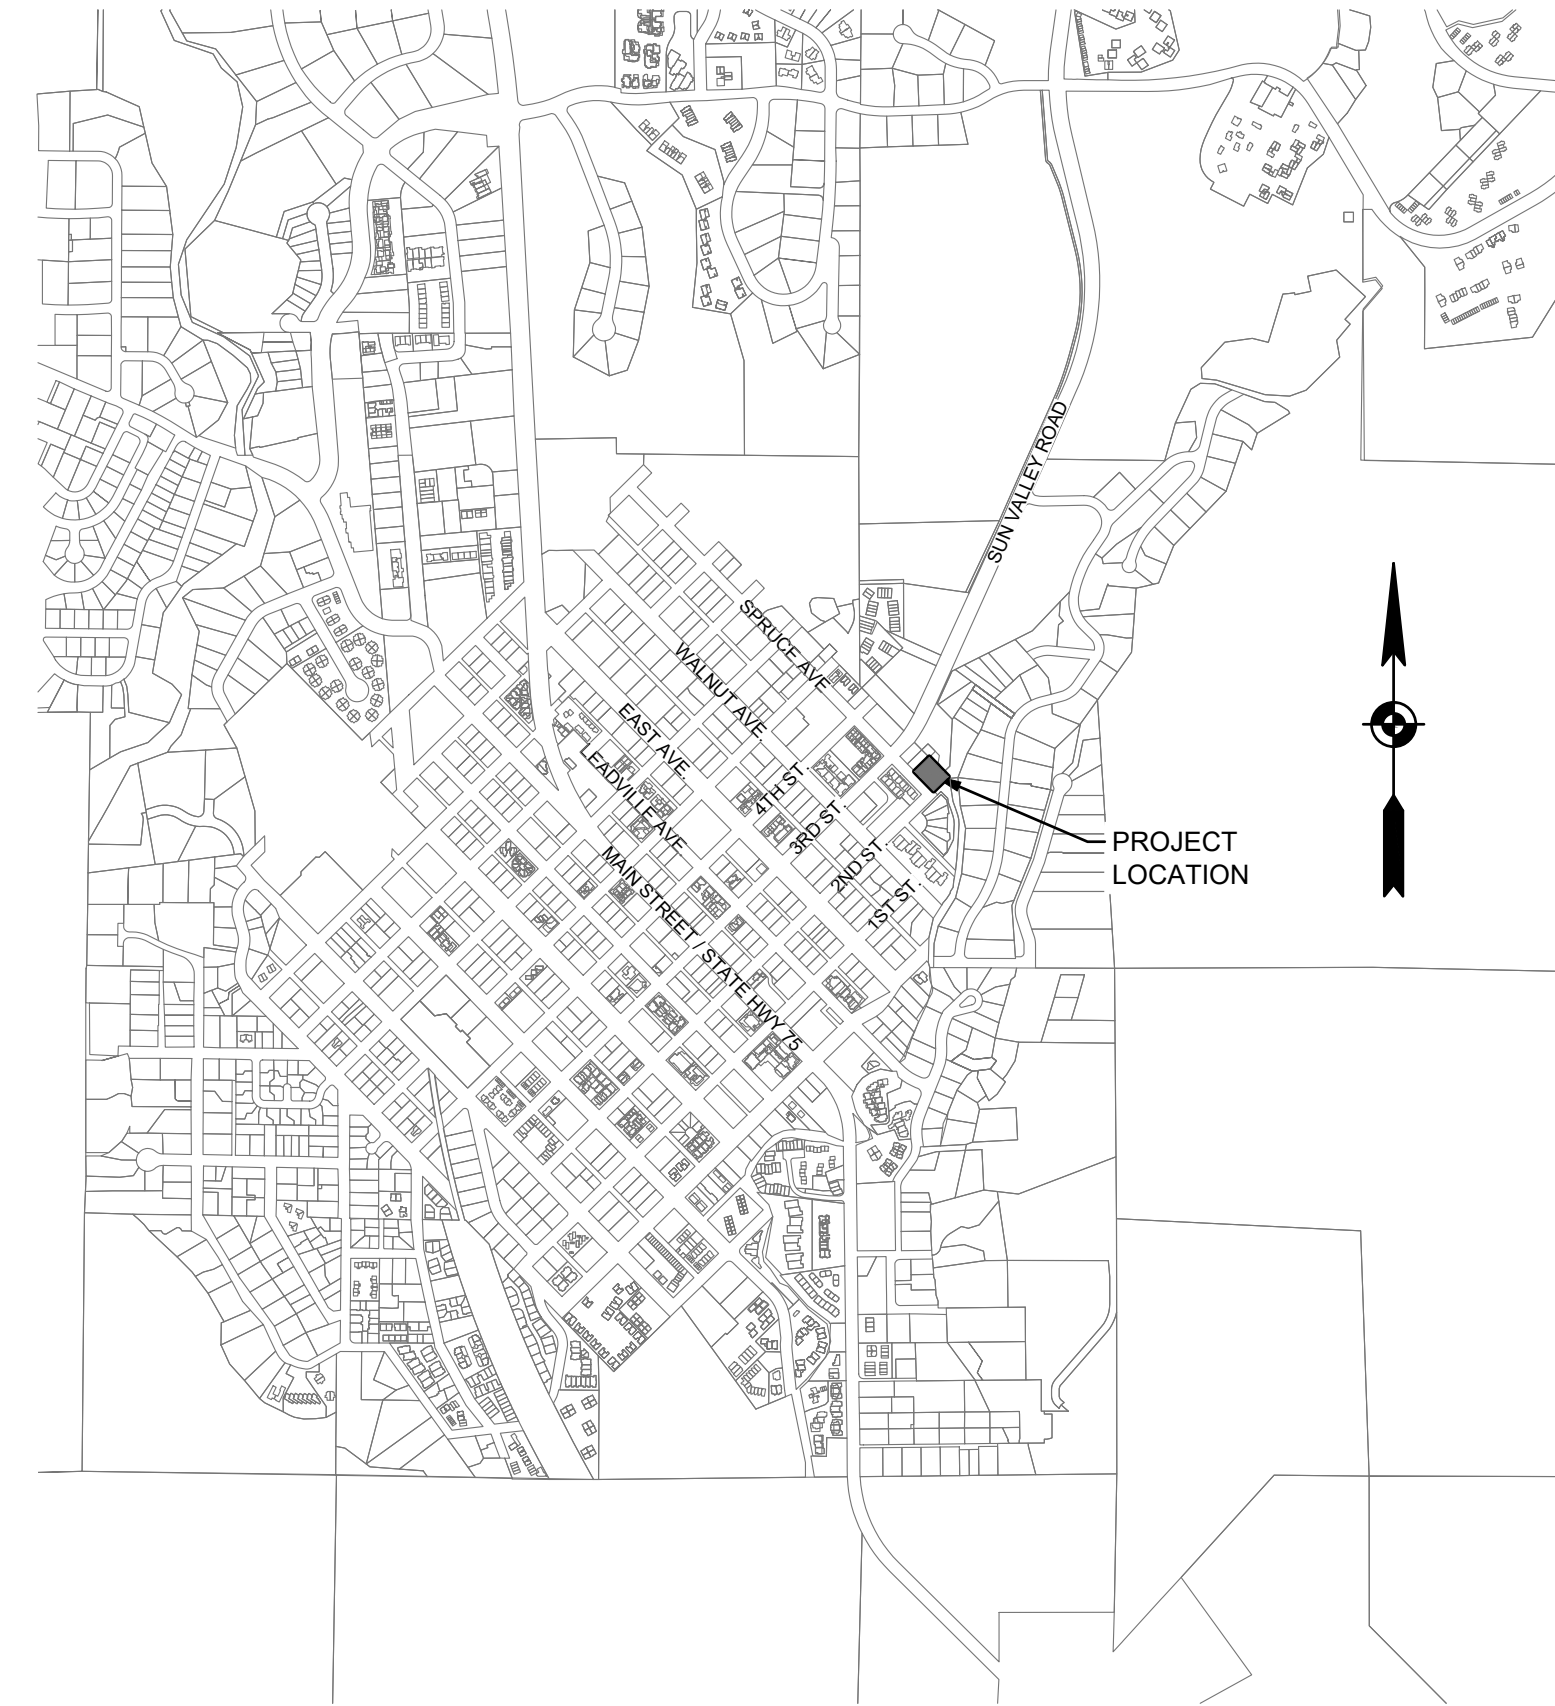 SUN VALLEY ROAD
SPRUCE AVE
WALNUT AVE.
EAST AVE.
LEADVILLE AVE.
4TH ST.
3RD ST.
2ND ST.
1ST ST.
MAIN STREET / STATE HWY 75
PROJECT
LOCATION